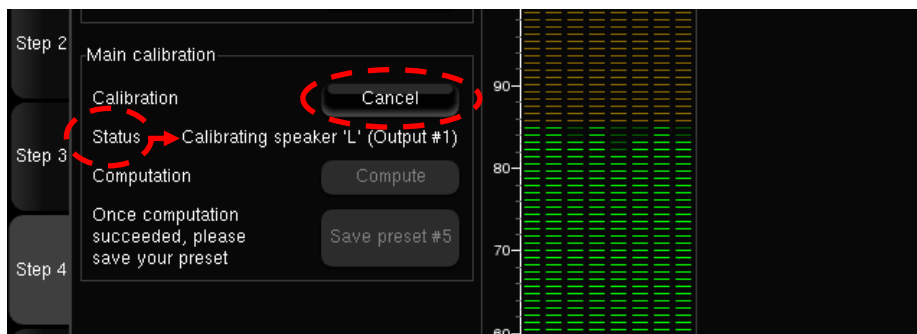 Step 2
Main calibration
Calibration
Cancel
Status
Calibrating speaker 'L' (Output #1)
Step 3
Computation
Compute
Once computation
succeeded, please
save your preset
Save preset #5
Step 4
90
80
70
60